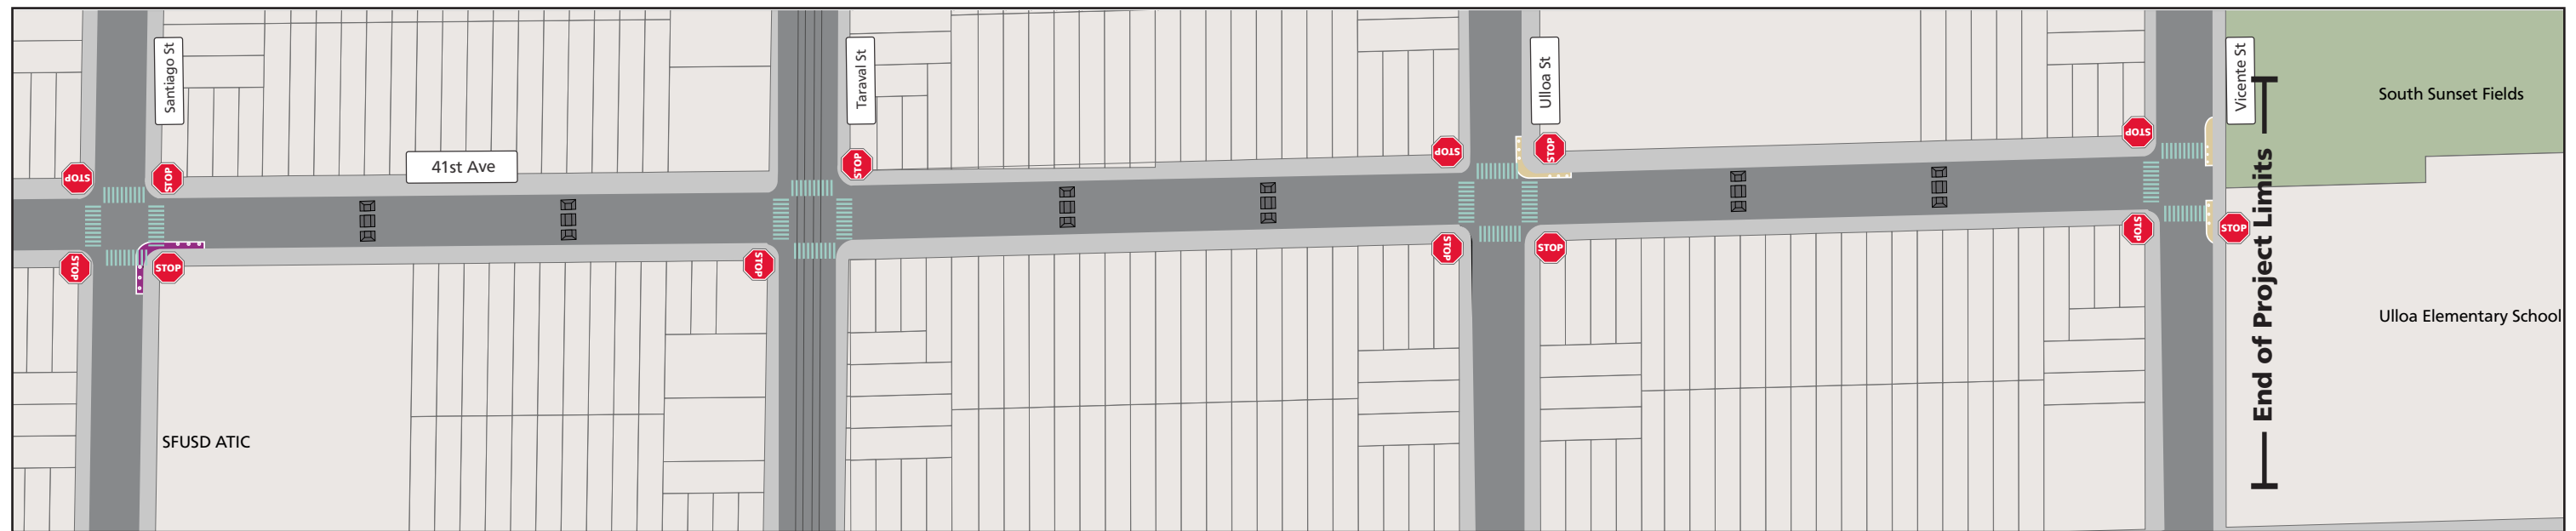 Santiago St
Taraval St
Ulloa St
Vicente St
South Sunset Fields
41st Ave
STOP
STOP
STOP
STOP
STOP
STOP
STOP
STOP
STOP
STOP
STOP
STOP
STOP
End of Project Limits
Ulloa Elementary School
SFUSD ATIC